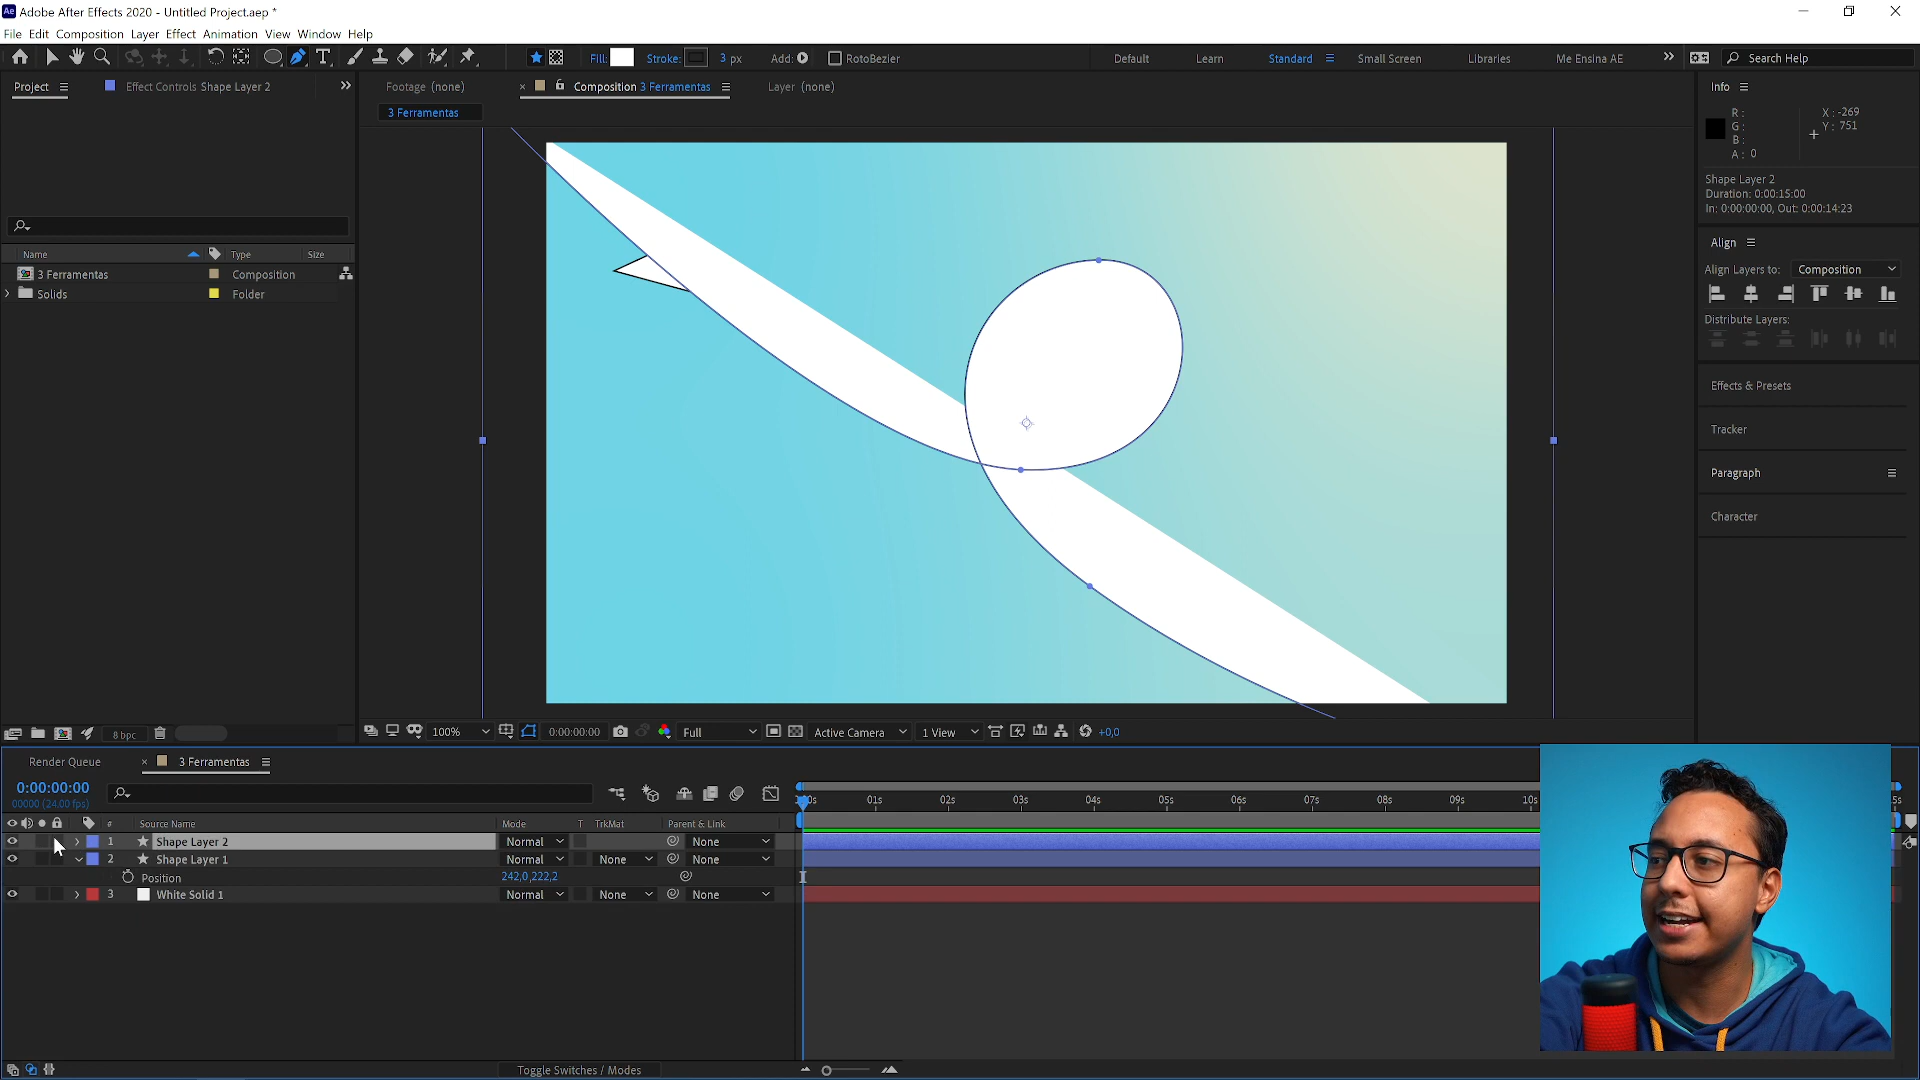 Ae Adobe After Effects 2020 - Untitled Project.aep *
File Edit Composition Layer Effect Animation View Window Help
Fill: Stroke: 3 px Add: RotoBezier Default Learn Standard Small Screen Libraries Me Ensina AE Search Help
Project Effect Controls Shape Layer 2 Footage (none) Composition 3 Ferramentas Layer (none) Info
3 Ferramentas
R: X: -269
G: Y: 751
B:
A: 0
Shape Layer 2
Duration: 0:00:15:00
In: 0:00:00:00, Out: 0:00:14:23
Align
Name Type Size
3 Ferramentas Composition
Align Layers to: Composition
Solids Folder
Distribute Layers:
Effects & Presets
Tracker
Paragraph
Character
8 bpc 100% 0:00:00:00 Full Active Camera 1 View +0,0
Render Queue 3 Ferramentas
0:00:00:00
00000 (24.00 fps)
01s 02s 03s 04s 05s 06s 07s 08s 09s 10s
# Source Name Mode T TrkMat Parent & Link
1 Shape Layer 2 Normal None
2 Shape Layer 1 Normal None None
Position 242,0,222,2
3 White Solid 1 Normal None None
Toggle Switches / Modes